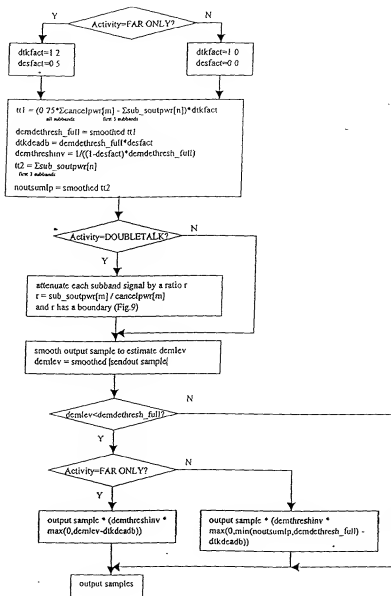 Activity=FAR ONLY?
Y
N
dtkfact=1 2
desfact=0 5
dtkfact=1 0
desfact=0 0
tt1 = (0 75*Σcancelpwr[m] - Σsub_soutpwr[n])*dtkfact
all subbands first 3 subbands
demdethresh_full = smoothed tt1
dtkdeadb = demdethresh_full*desfact
demthreshinv = 1/((1-desfact)*demdethresh_full)
tt2 = Σsub_soutpwr[n]
first 3 subbands
noutsumlp = smoothed tt2
Activity=DOUBLETALK?
N
Y
attenuate each subband signal by a ratio r
r = sub_soutpwr[m] / cancelpwr[m]
and r has a boundary (Fig.9)
smooth output sample to estimate demlev
demlev = smoothed |sendout sample|
demlev<demdethresh_full?
N
Y
Activity=FAR ONLY?
N
Y
output sample * (demthreshinv *
max(0,demlev-dtkdeadb))
output sample * (demthreshinv *
max(0,min(noutsumlp,demdethresh_full) -
dtkdeadb))
output samples